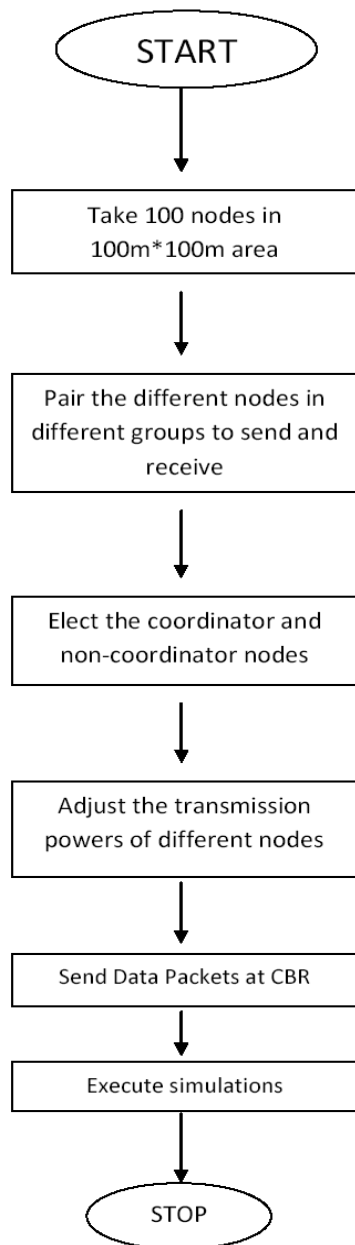 START
Take 100 nodes in
100m*100m area
Pair the different nodes in
different groups to send and
receive
Elect the coordinator and
non-coordinator nodes
Adjust the transmission
powers of different nodes
Send Data Packets at CBR
Execute simulations
STOP